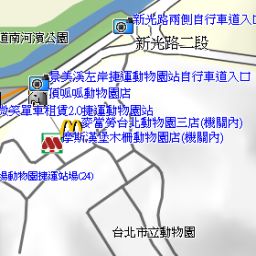 新光路兩側自行車道入口
道南河濱公園
新光路二段
景美溪左岸捷運動物園站自行車道入口
頂呱呱動物園店
微笑單車租賃2.0捷運動物園站
麥當勞台北動物園三店(機關內)
摩斯漢堡木柵動物園店(機關內)
場動物園捷運站場(24)
台北市立動物園